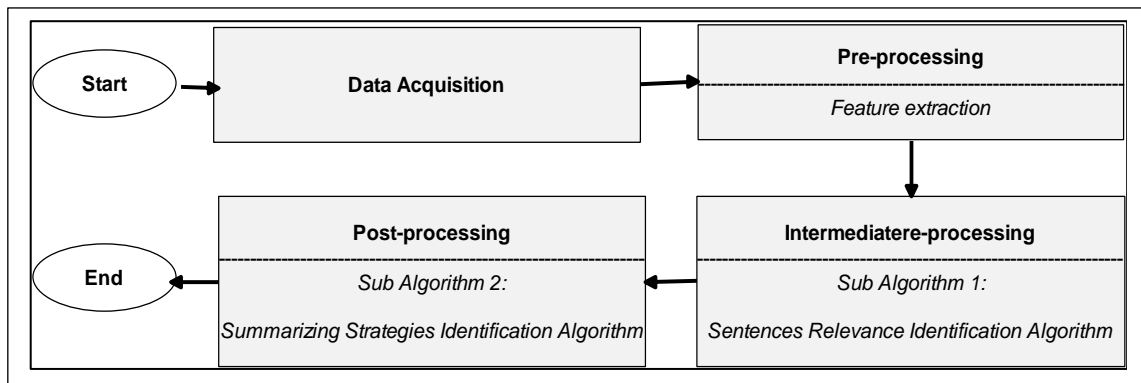 Start
Data Acquisition
Pre-processing
Feature extraction
Intermediatere-processing
Sub Algorithm 1:
Sentences Relevance Identification Algorithm
Post-processing
Sub Algorithm 2:
Summarizing Strategies Identification Algorithm
End